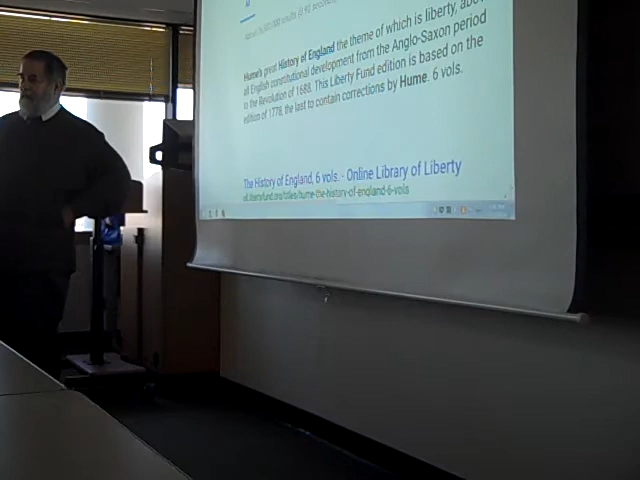 All
Hume's great History of England the theme of which is liberty, above
all English constitutional development from the Anglo-Saxon period
to the Revolution of 1688. This Liberty Fund edition is based on the
edition of 1778, the last to contain corrections by Hume. 6 vols.
The History of England, 6 vols. - Online Library of Liberty
oll.libertyfund.org/titles/hume-the-history-of-england-6-vols